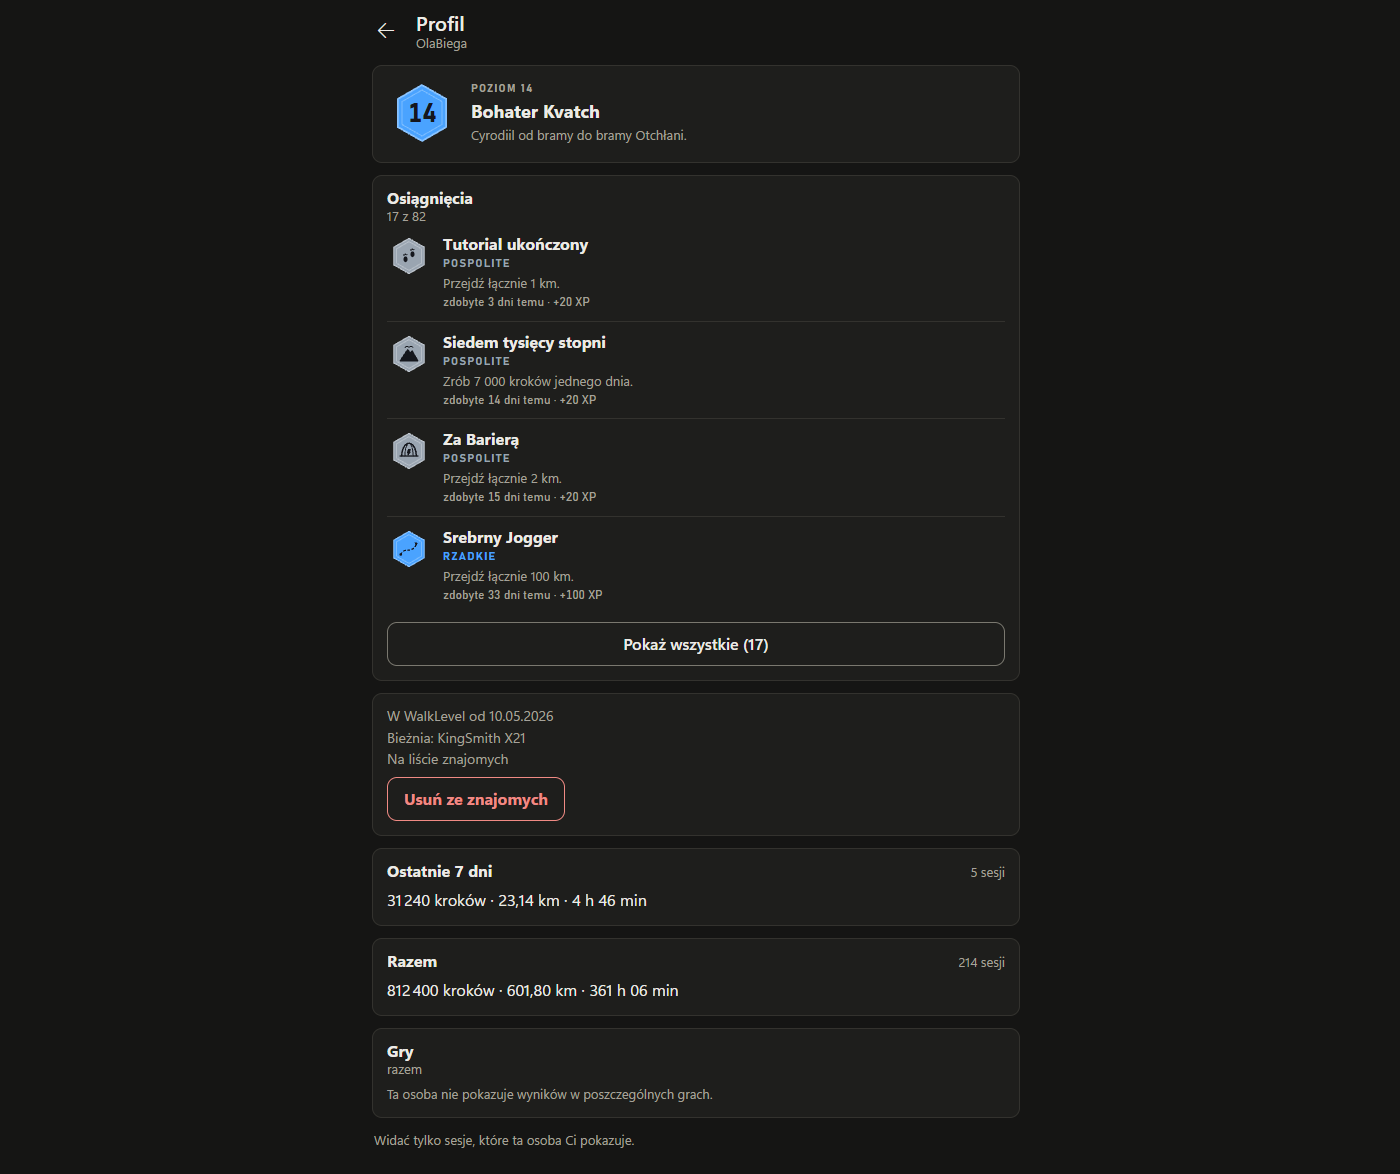 Profil
OlaBiega
14
POZIOM 14
Bohater Kvatch
Cyrodiil od bramy do bramy Otchłani.
Osiągnięcia
17 z 82
Tutorial ukończony
POSPOLITE
Przejdź łącznie 1 km.
zdobyte 3 dni temu · +20 XP
Siedem tysięcy stopni
POSPOLITE
Zrób 7 000 kroków jednego dnia.
zdobyte 14 dni temu · +20 XP
Za Barierą
POSPOLITE
Przejdź łącznie 2 km.
zdobyte 15 dni temu · +20 XP
Srebrny Jogger
RZADKIE
Przejdź łącznie 100 km.
zdobyte 33 dni temu · +100 XP
Pokaż wszystkie (17)
W WalkLevel od 10.05.2026
Bieżnia: KingSmith X21
Na liście znajomych
Usuń ze znajomych
Ostatnie 7 dni
5 sesji
31 240 kroków · 23,14 km · 4 h 46 min
Razem
214 sesji
812 400 kroków · 601,80 km · 361 h 06 min
Gry
razem
Ta osoba nie pokazuje wyników w poszczególnych grach.
Widać tylko sesje, które ta osoba Ci pokazuje.